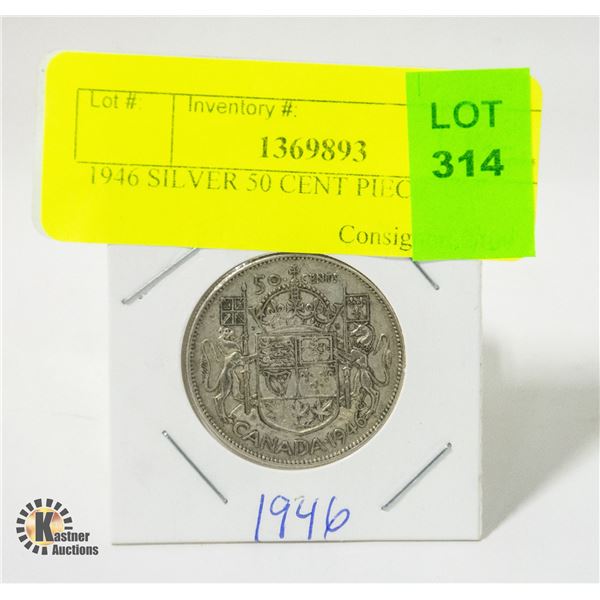 Lot #:
Inventory #:
1369893
LOT
314
1946 SILVER 50 CENT PIEC
50 CENTS
CANADA 1946
1946
Kastner
Auctions